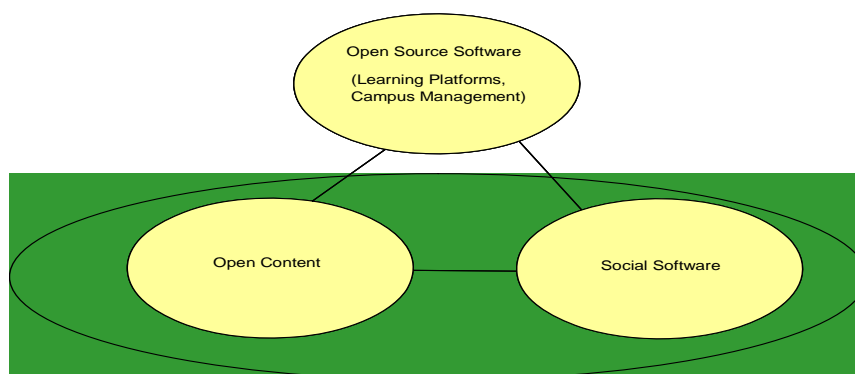 Open Source Software
(Learning Platforms,
Campus Management)
Open Content
Social Software